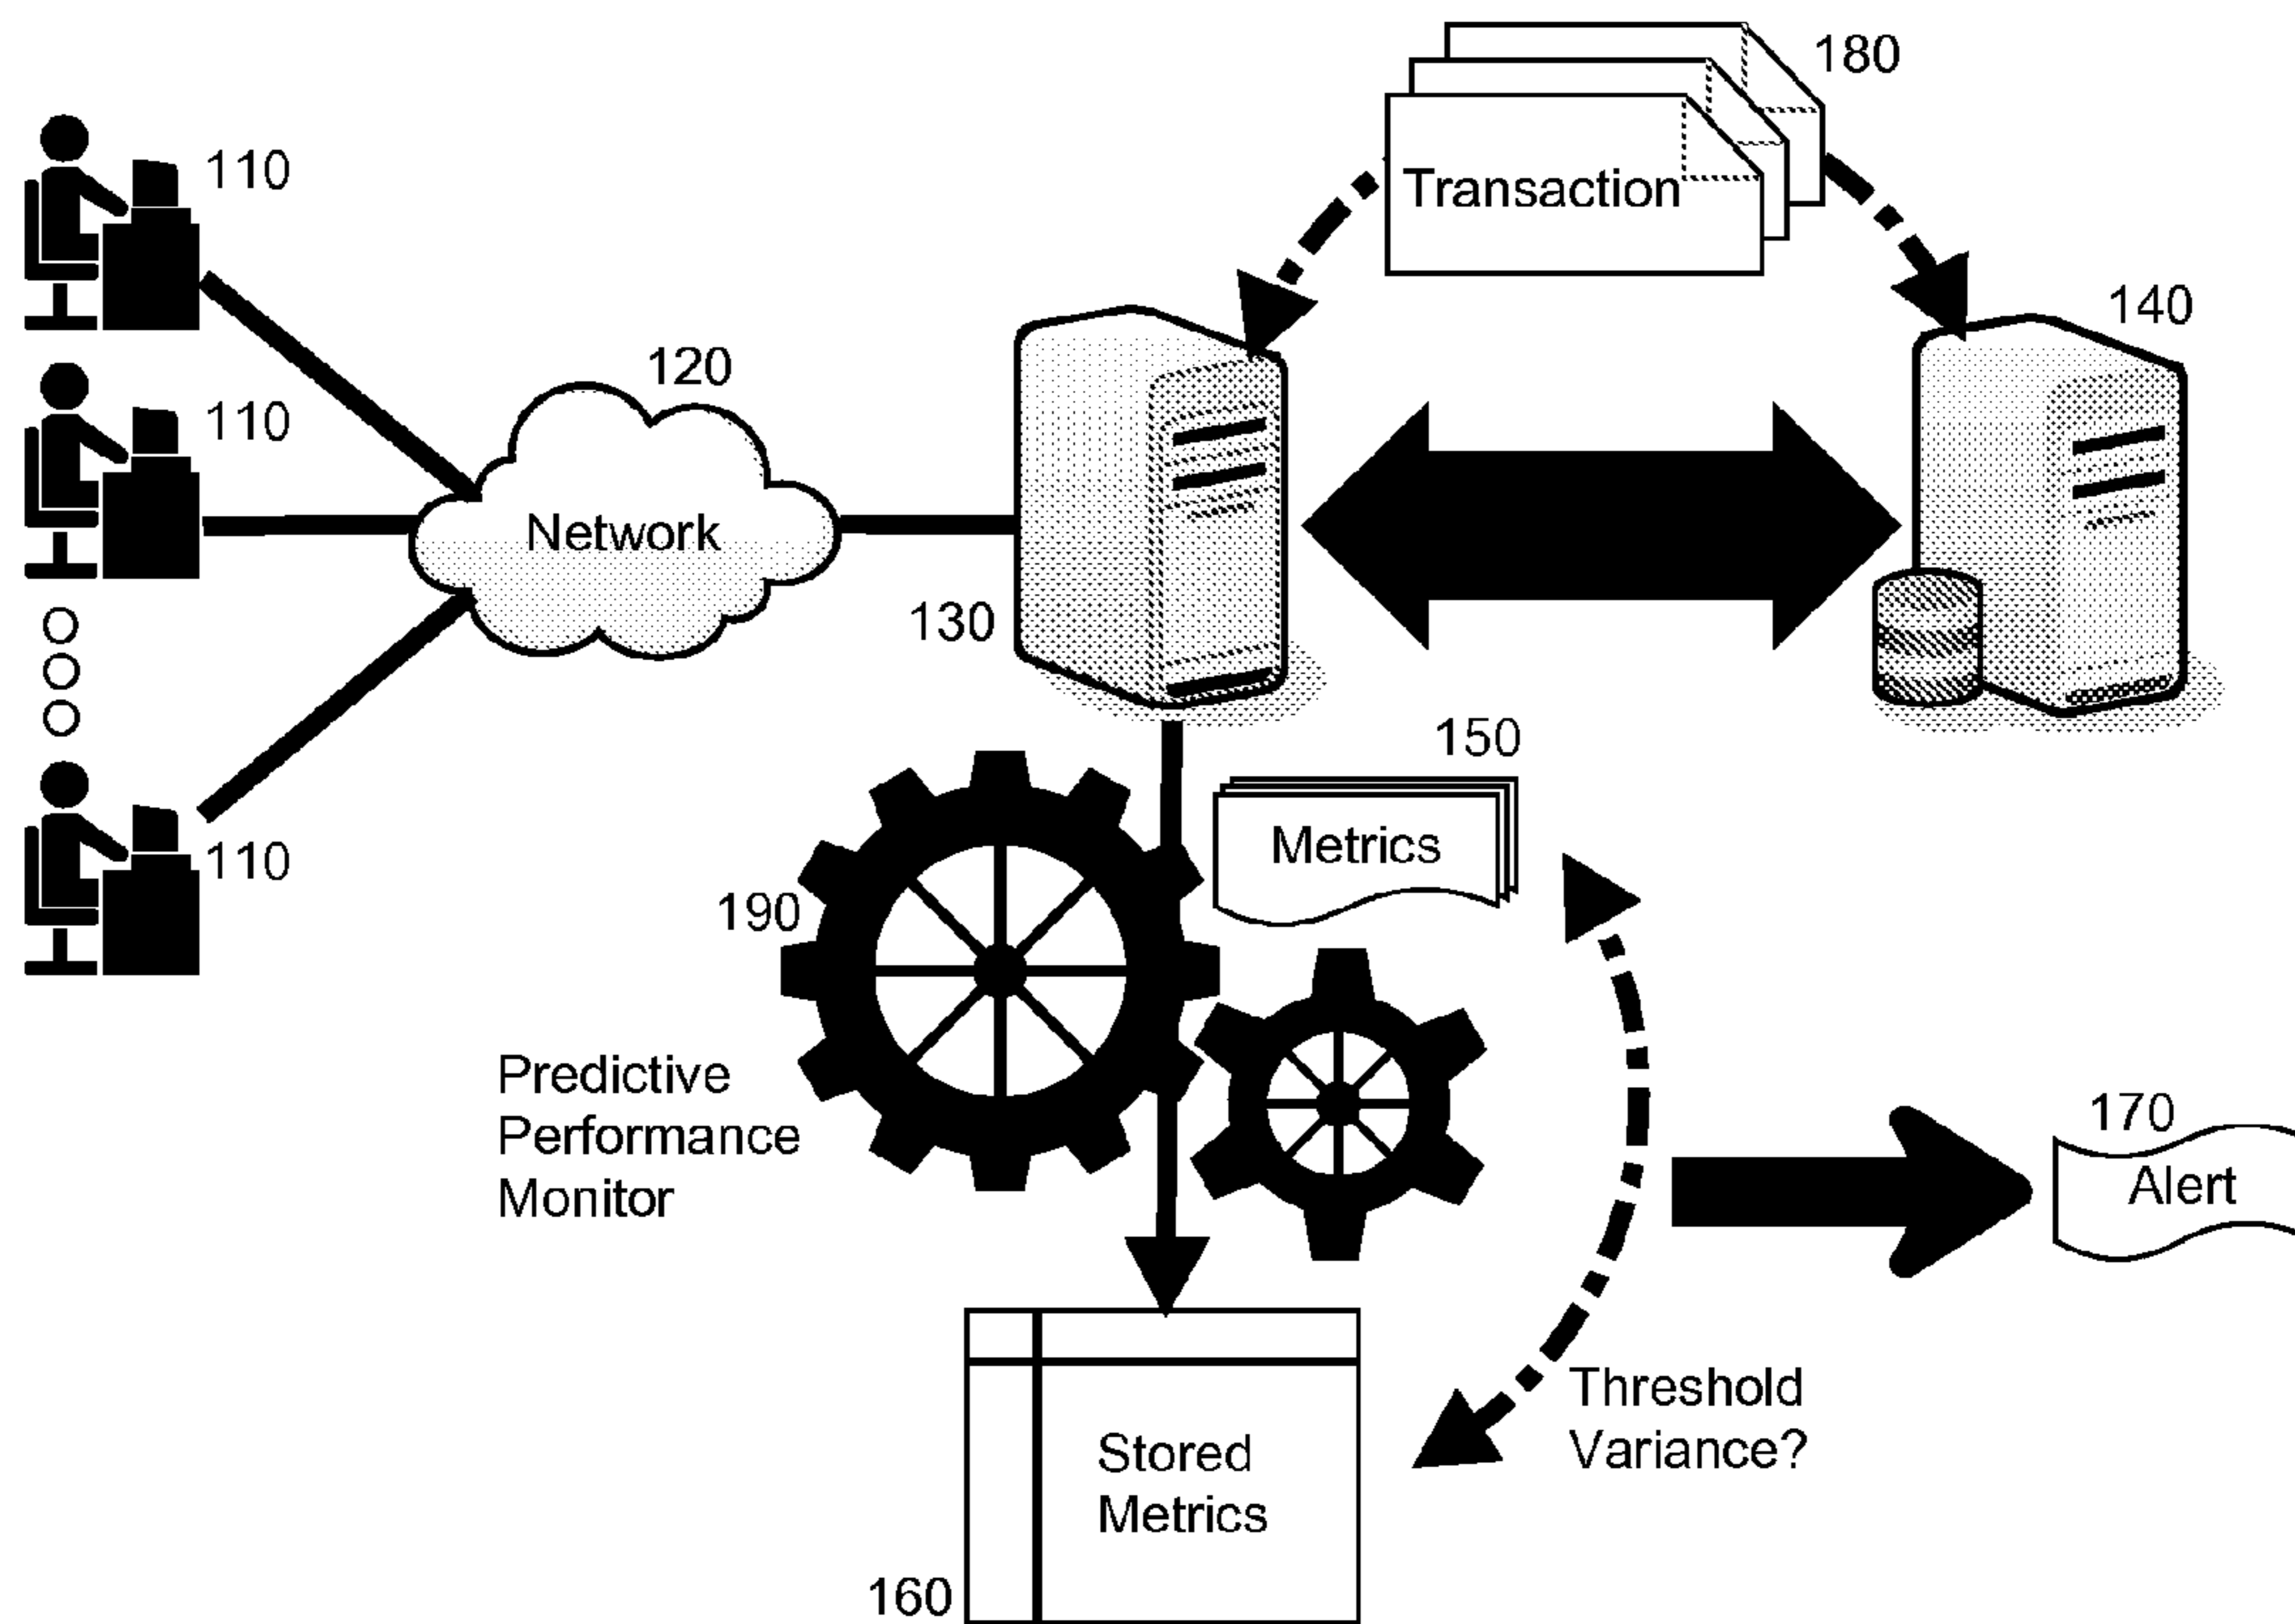 180
110
Transaction
140
120
110
Network
130
150
Metrics
110
190
Predictive
Performance
Monitor
170
Alert
Threshold
Variance?
Stored
Metrics
160